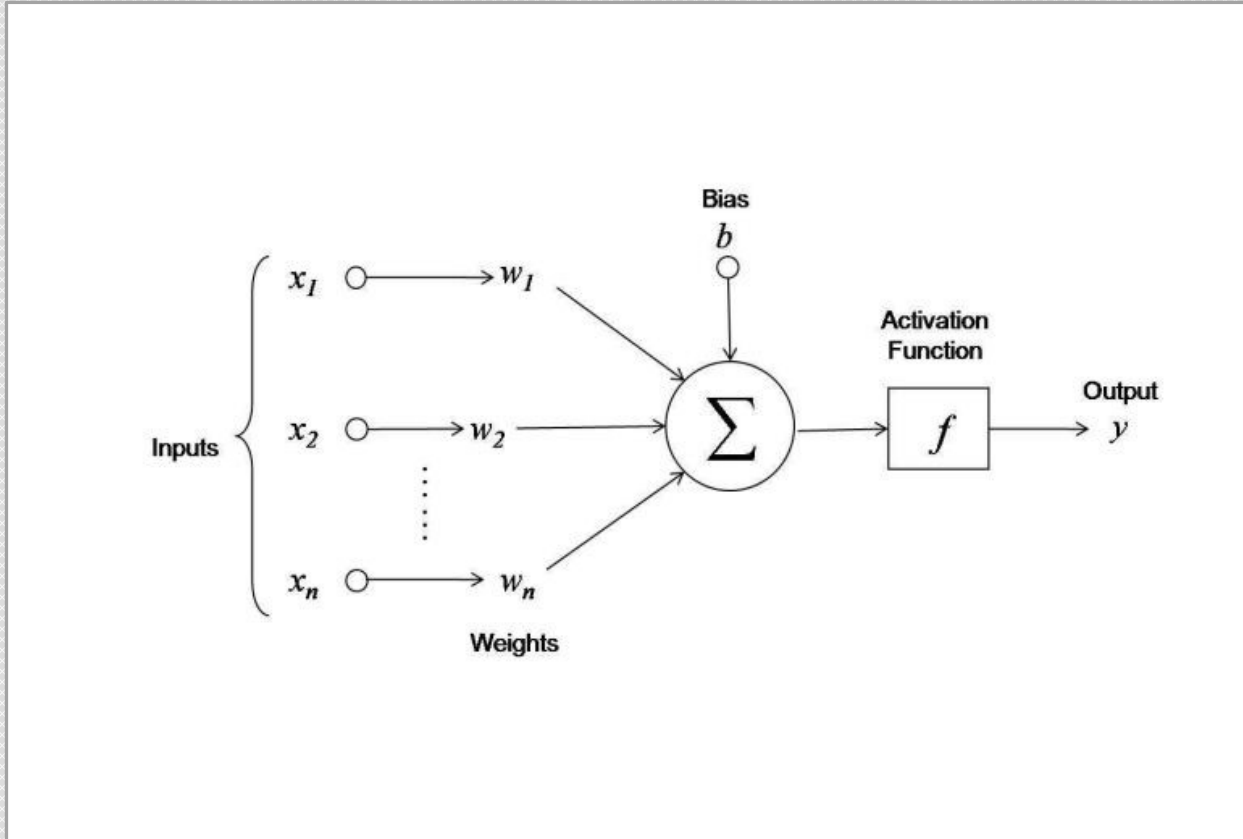 Bias
b
x1 w1
Activation
Function
Output
Inputs x2 w2 Σ f y
xn wn
Weights